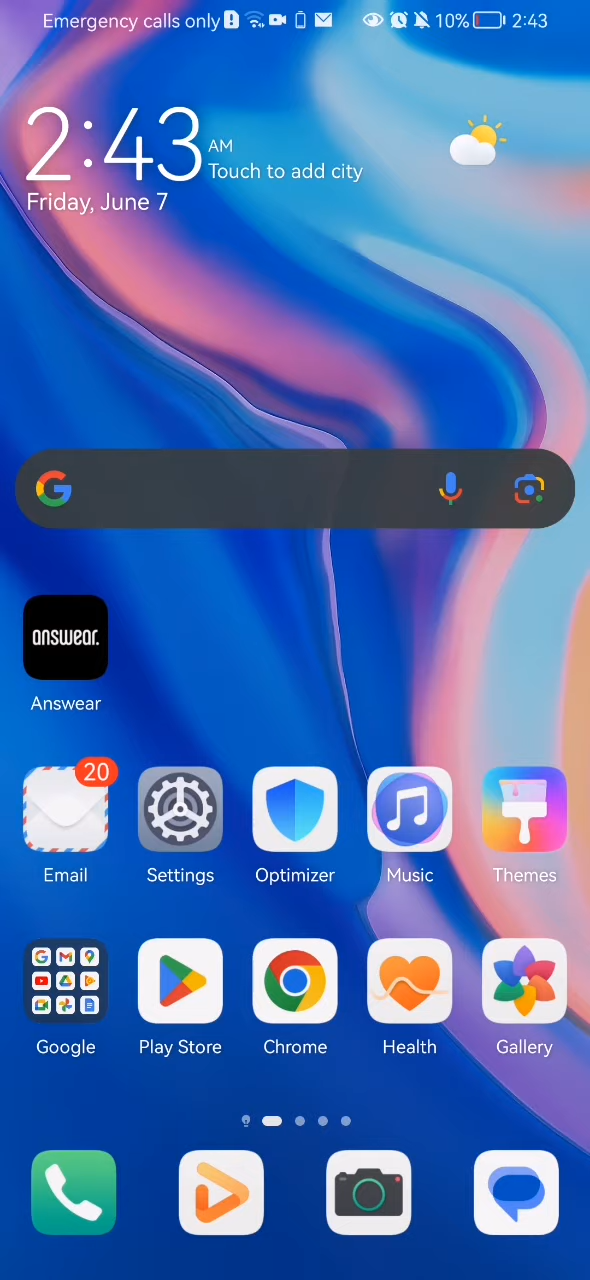 Emergency calls only 10% 2:43
2:43 AM
Touch to add city
Friday, June 7
answear.
Answear
20
Email Settings Optimizer Music Themes
Google Play Store Chrome Health Gallery